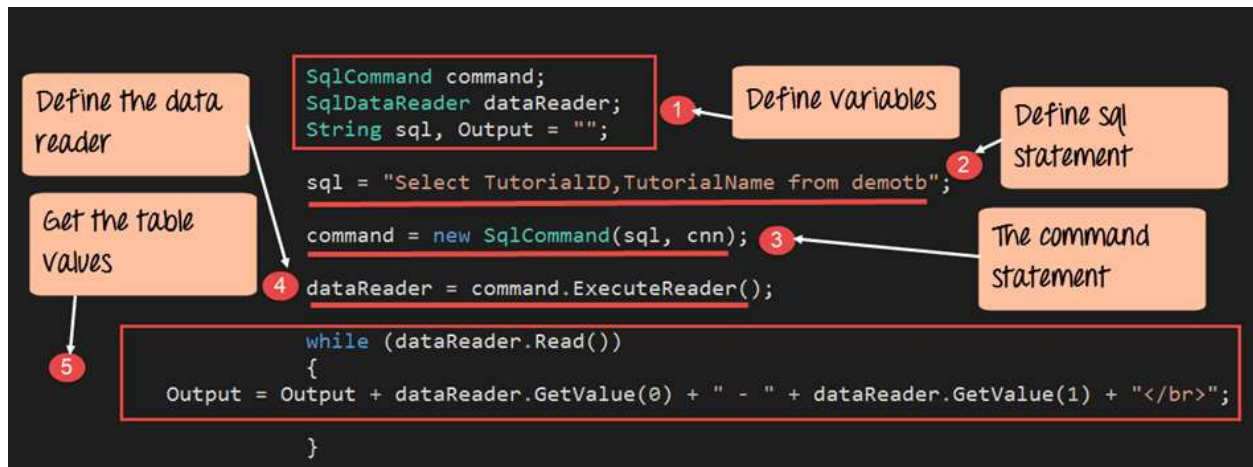 SqlCommand command;
SqlDataReader dataReader;
String sql, Output = "";
1
Define variables
Define the data
reader
2
Define sql
statement
sql = "Select TutorialID,TutorialName from demotb";
Get the table
values
command = new SqlCommand(sql, cnn);
3
The command
statement
4
dataReader = command.ExecuteReader();
5
while (dataReader.Read())
{
Output = Output + dataReader.GetValue(0) + " - " + dataReader.GetValue(1) + "</br>";
}